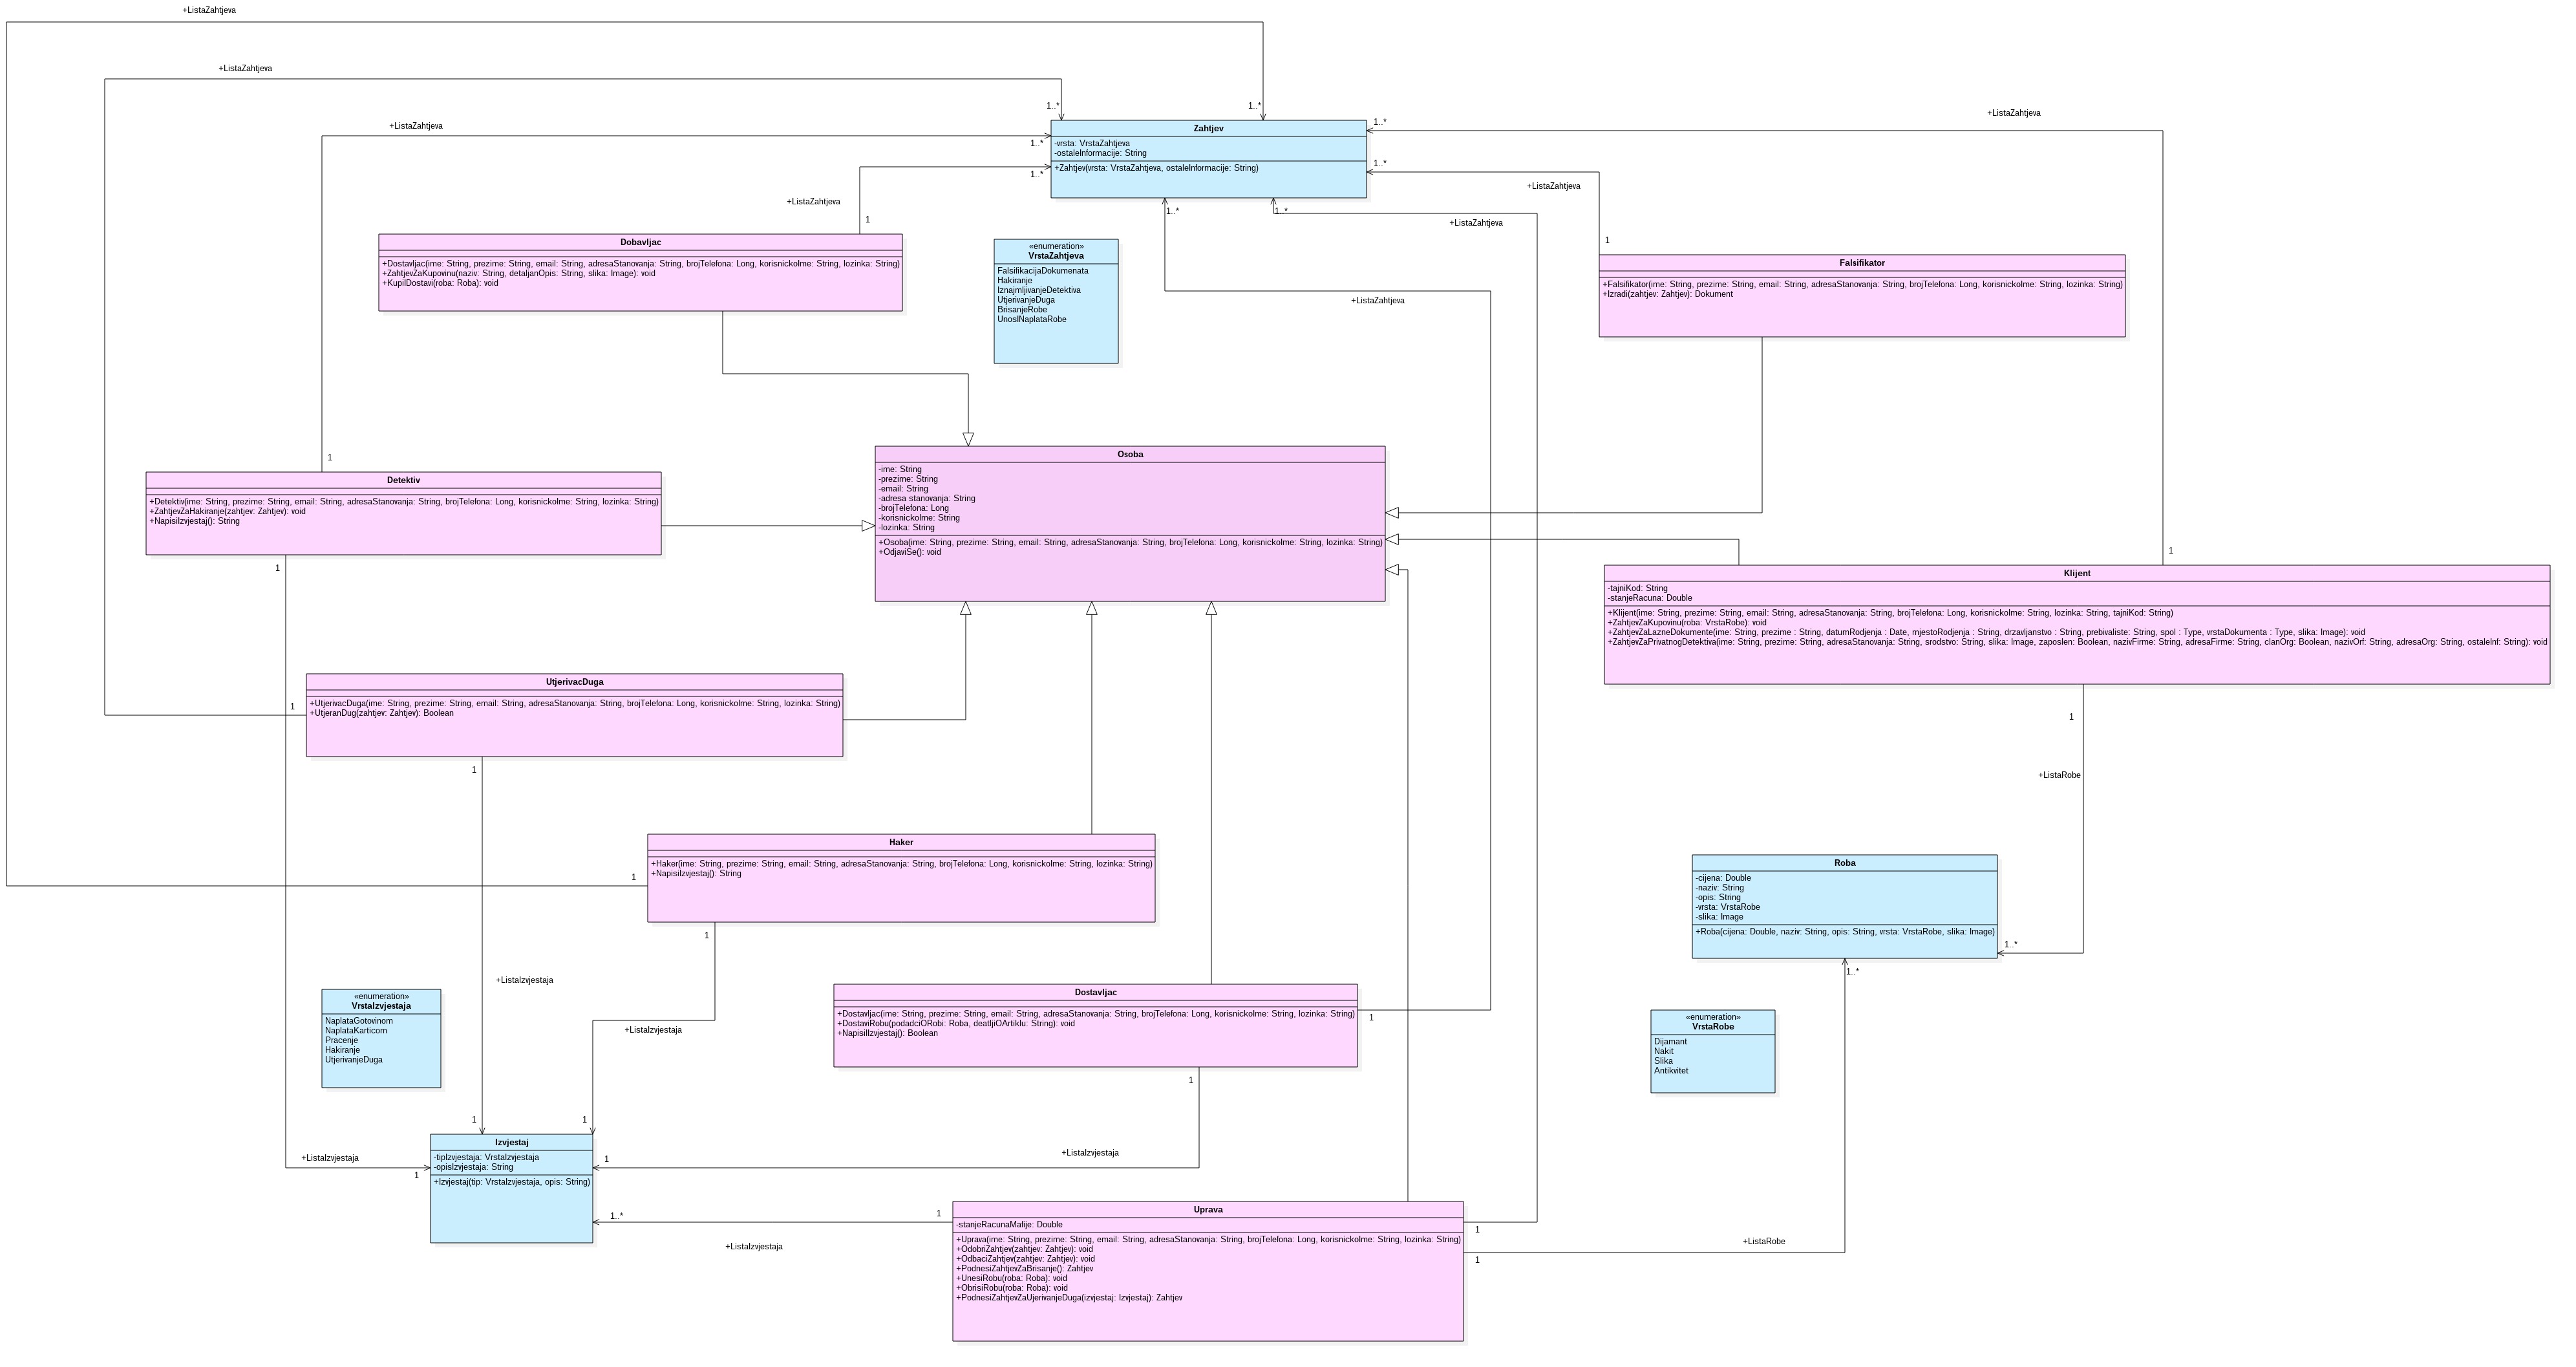 +ListaZahtjeva
+ListaZahtjeva
1..*
1..*
+ListaZahtjeva
1..*
+ListaZahtjeva
+ListaZahtjeva
1..*
Zahtjev
-vrsta: VrstaZahtjeva
-ostaleInformacije: String
+Zahtjev(vrsta: VrstaZahtjeva, ostaleInformacije: String)
1..*
1..*
+ListaZahtjeva
+ListaZahtjeva
1
1..*
1..*
+ListaZahtjeva
1
Dobavljac
+Dostavljac(ime: String, prezime: String, email: String, adresaStanovanja: String, brojTelefona: Long, korisnickoIme: String, lozinka: String)
+ZahtjevZaKupovinu(naziv: String, detaljanOpis: String, slika: Image): void
+KupilDostavi(roba: Roba): void
«enumeration»
VrstaZahtjeva
FalsifikacijaDokumenata
Hakiranje
IznajmljivanjeDetektiva
UtjerivanjeDuga
BrisanjeRobe
UnosINaplataRobe
+ListaZahtjeva
Falsifikator
+Falsifikator(ime: String, prezime: String, email: String, adresaStanovanja: String, brojTelefona: Long, korisnickoIme: String, lozinka: String)
+Izradi(zahtjev: Zahtjev): Dokument
1
Detektiv
+Detektiv(ime: String, prezime: String, email: String, adresaStanovanja: String, brojTelefona: Long, korisnickoIme: String, lozinka: String)
+ZahtjevZaHakiranje(zahtjev: Zahtjev): void
+NapisiIzvjestaj(): String
1
Osoba
-ime: String
-prezime: String
-email: String
-adresa stanovanja: String
-brojTelefona: Long
-korisnickoIme: String
-lozinka: String
+Osoba(ime: String, prezime: String, email: String, adresaStanovanja: String, brojTelefona: Long, korisnickoIme: String, lozinka: String)
+OdjaviSe(): void
1
Klijent
-tajniKod: String
-stanjeRacuna: Double
+Klijent(ime: String, prezime: String, email: String, adresaStanovanja: String, brojTelefona: Long, korisnickoIme: String, lozinka: String, tajniKod: String)
+ZahtjevZaKupovinu(roba: VrstaRobe): void
+ZahtjevZaLazneDokumente(ime: String, prezime : String, datumRodjenja : Date, mjestoRodjenja : String, drzavljanstvo : String, prebivaliste: String, spol : Type, vrstaDokumenta : Type, slika: Image): void
+ZahtjevZaPrivatnogDetektiva(ime: String, prezime: String, adresaStanovanja: String, srodstvo: String, slika: Image, zaposlen: Boolean, nazivFirme: String, adresaFirme: String, clanOrg: Boolean, nazivOrf: String, adresaOrg: String, ostaleInf: String): void
1
+ListaRobe
1..*
1
UtjerivacDuga
+UtjerivacDuga(ime: String, prezime: String, email: String, adresaStanovanja: String, brojTelefona: Long, korisnickoIme: String, lozinka: String)
+UtjeranDug(zahtjev: Zahtjev): Boolean
1
1
Haker
+Haker(ime: String, prezime: String, email: String, adresaStanovanja: String, brojTelefona: Long, korisnickoIme: String, lozinka: String)
+NapisiIzvjestaj(): String
1
Roba
-cijena: Double
-naziv: String
-opis: String
-vrsta: VrstaRobe
-slika: Image
+Roba(cijena: Double, naziv: String, opis: String, vrsta: VrstaRobe, slika: Image)
1..*
+ListaIzvjestaja
«enumeration»
VrstaIzvjestaja
NaplataGotovinom
NaplataKarticom
Pracenje
Hakiranje
UtjerivanjeDuga
+ListaIzvjestaja
Dostavljac
+Dostavljac(ime: String, prezime: String, email: String, adresaStanovanja: String, brojTelefona: Long, korisnickoIme: String, lozinka: String)
+DostaviRobu(podadciORobi: Roba, deatljiOArtiklu: String): void
+NapisiIIzvjestaj(): Boolean
1
1
«enumeration»
VrstaRobe
Dijamant
Nakit
Slika
Antikvitet
1
1
Izvjestaj
-tipIzvjestaja: VrstaIzvjestaja
-opisIzvjestaja: String
+Izvjestaj(tip: VrstaIzvjestaja, opis: String)
+ListaIzvjestaja
1
1
+ListaIzvjestaja
1..*
1
+ListaIzvjestaja
Uprava
-stanjeRacunaMafije: Double
+Uprava(ime: String, prezime: String, email: String, adresaStanovanja: String, brojTelefona: Long, korisnickoIme: String, lozinka: String)
+OdobriZahtjev(zahtjev: Zahtjev): void
+OdbaciZahtjev(zahtjev: Zahtjev): void
+PodnesiZahtjevZaBrisanje(): Zahtjev
+UnesiRobu(roba: Roba): void
+ObrisiRobu(roba: Roba): void
+PodnesiZahtjevZaUjerivanjeDuga(izvjestaj: Izvjestaj): Zahtjev
1
1
+ListaRobe